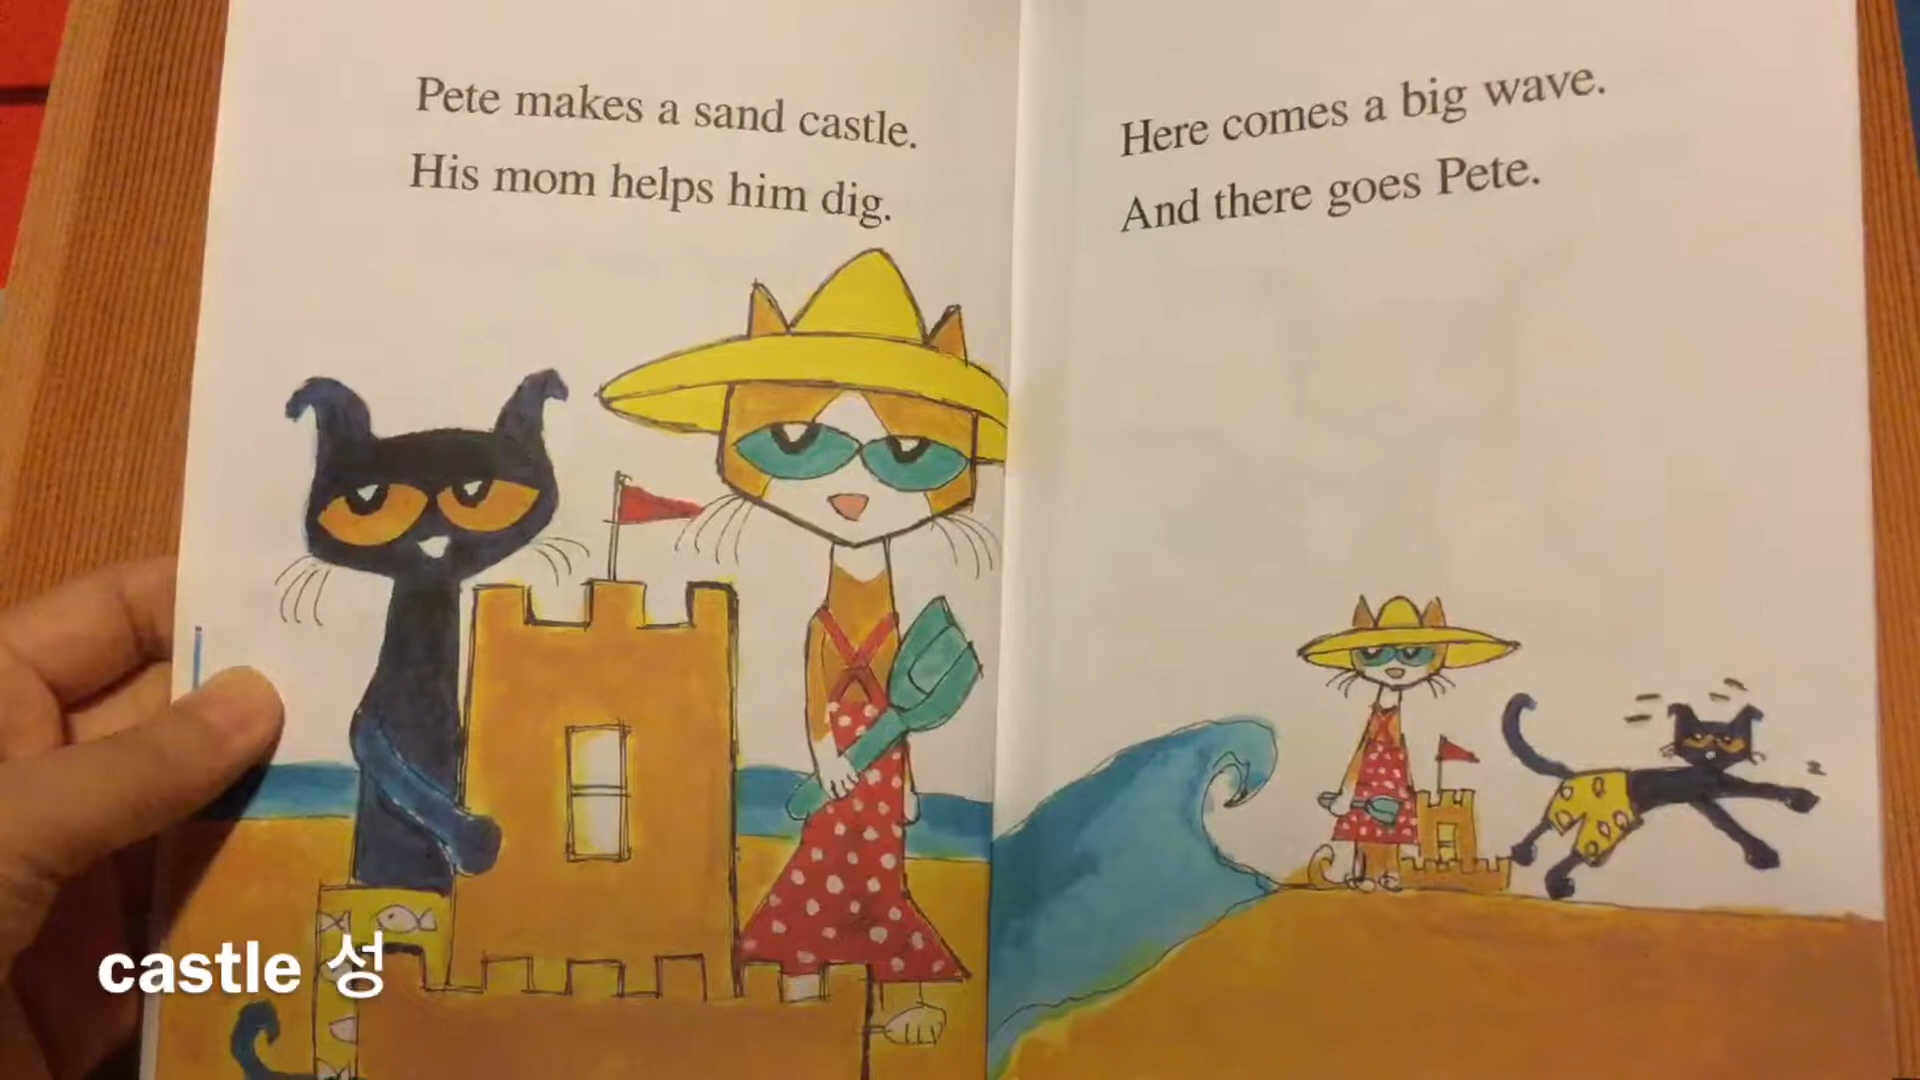 Pete makes a sand castle.
His mom helps him dig.
Here comes a big wave.
And there goes Pete.
castle 성